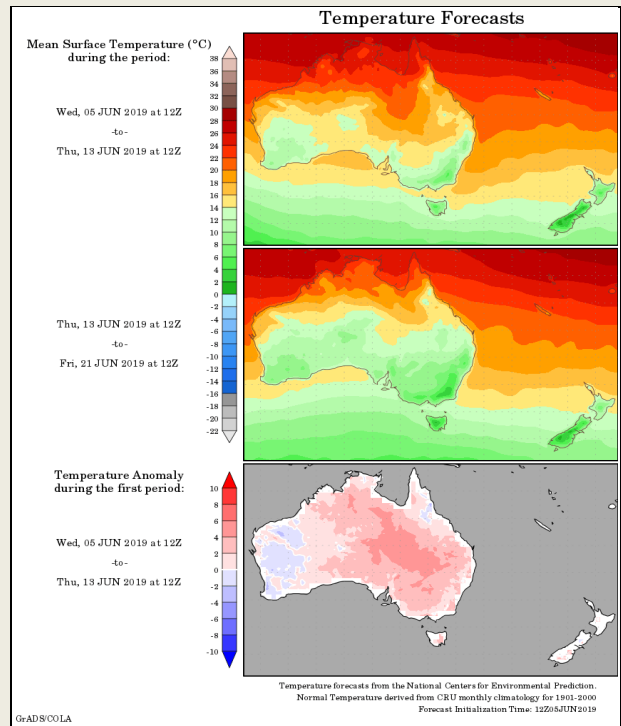 Temperature Forecasts
Mean Surface Temperature (°C)
during the period:
38
36
34
32
30
28
26
24
22
20
18
16
14
12
10
8
6
4
2
0
-2
-4
-6
-8
-10
-12
-14
-16
-18
-20
-22
Wed, 05 JUN 2019 at 12Z
-to-
Thu, 13 JUN 2019 at 12Z
Thu, 13 JUN 2019 at 12Z
-to-
Fri, 21 JUN 2019 at 12Z
Temperature Anomaly
during the first period:
10
8
6
4
2
0
-2
-4
-6
-8
-10
Wed, 05 JUN 2019 at 12Z
-to-
Thu, 13 JUN 2019 at 12Z
Temperature forecasts from the National Centers for Environmental Prediction.
Normal Temperature derived from CRU monthly climatology for 1901-2000
Forecast Initialization Time: 12Z05JUN2019
GrADS/COLA